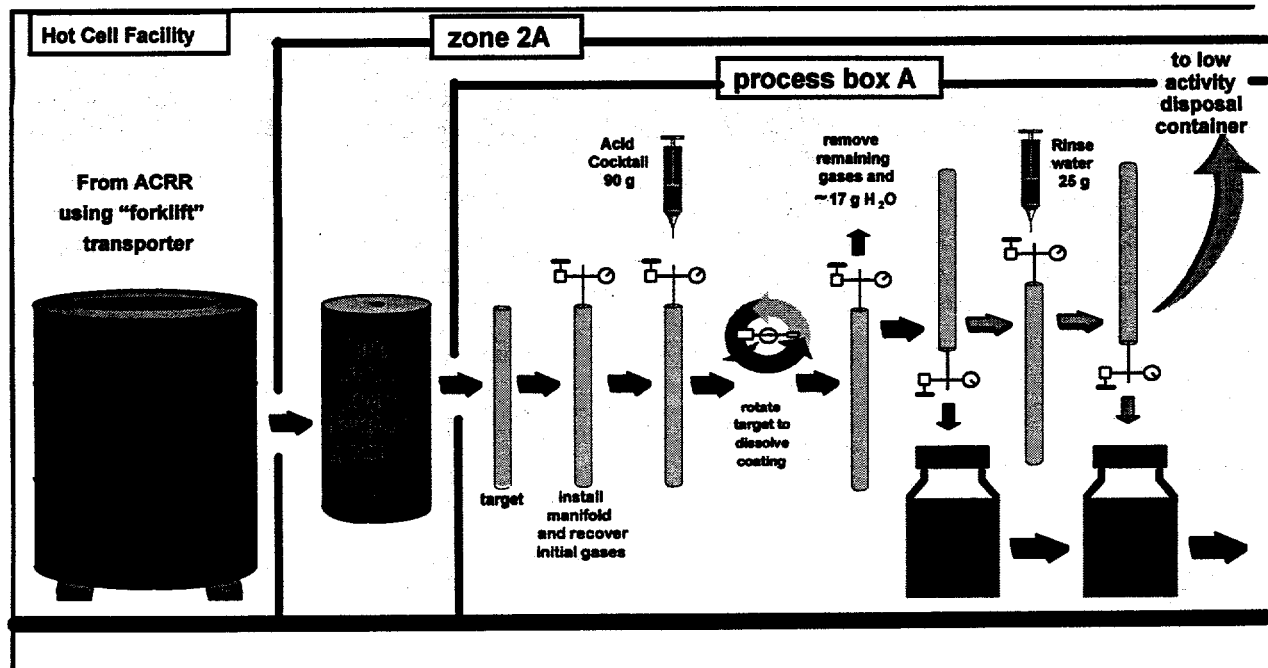 Hot Cell Facility
zone 2A
process box A
to low
activity
disposal
container
From ACRR
using "forklift"
transporter
Acid
Cocktail
90 g
remove
remaining
gases and
~17 g H₂O
Rinse
water
25 g
rotate
target to
dissolve
coating
target
install
manifold
and recover
initial gases